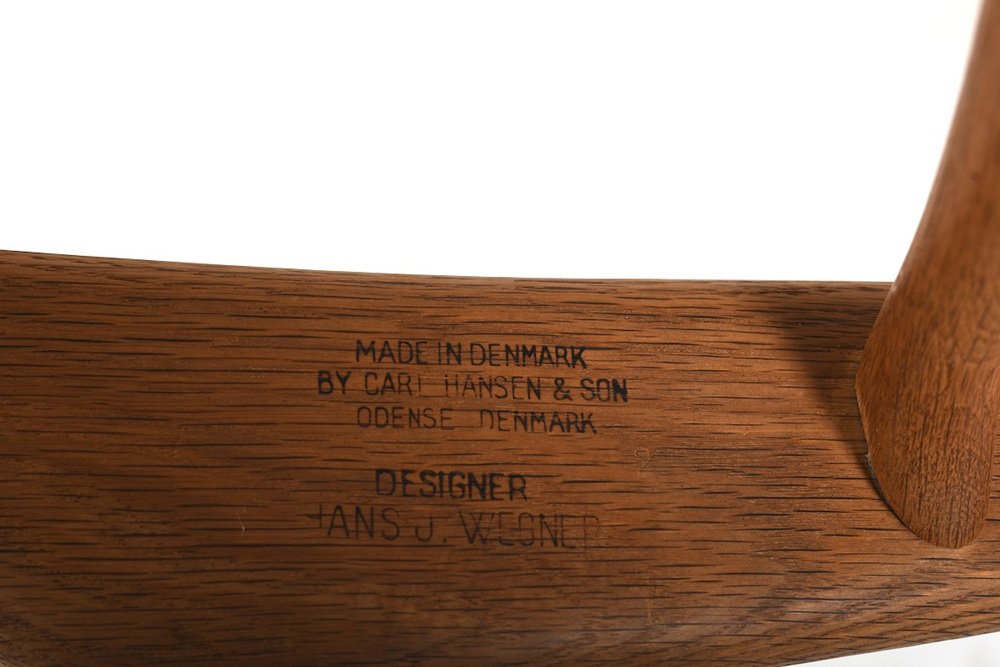 MADE IN DENMARK
BY CARL HANSEN & SON
ODENSE DENMARK
DESIGNER
HANS J. WEGNER